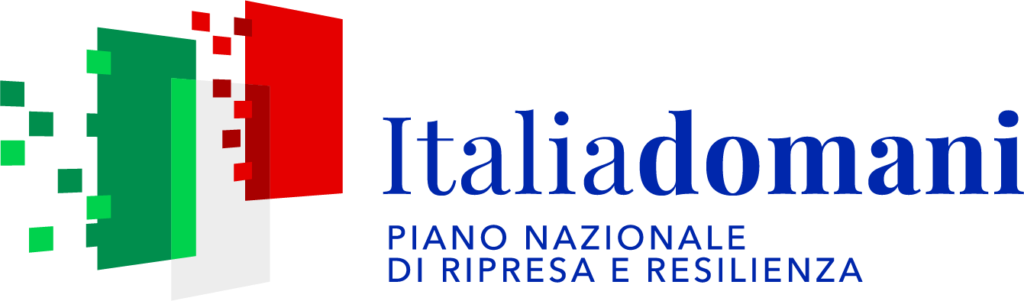 Italiadomani
PIANO NAZIONALE
DI RIPRESA E RESILIENZA